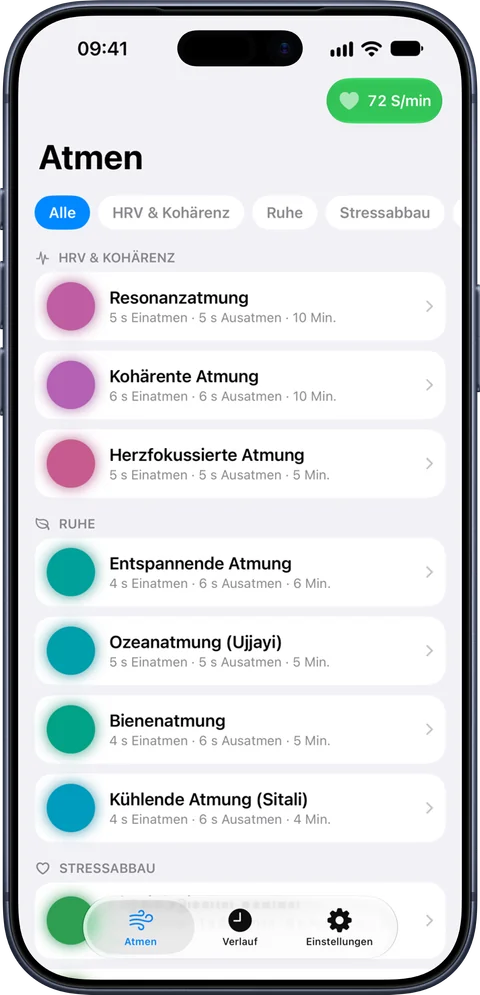 09:41
72 S/min
Atmen
Alle
HRV & Kohärenz
Ruhe
Stressabbau
HRV & KOHÄRENZ
Resonanzatmung
5 s Einatmen · 5 s Ausatmen · 10 Min.
Kohärente Atmung
6 s Einatmen · 6 s Ausatmen · 10 Min.
Herzfokussierte Atmung
5 s Einatmen · 5 s Ausatmen · 5 Min.
RUHE
Entspannende Atmung
4 s Einatmen · 6 s Ausatmen · 6 Min.
Ozeanatmung (Ujjayi)
5 s Einatmen · 5 s Ausatmen · 5 Min.
Bienenatmung
4 s Einatmen · 6 s Ausatmen · 5 Min.
Kühlende Atmung (Sitali)
4 s Einatmen · 6 s Ausatmen · 4 Min.
STRESSABBAU
Atmen
Verlauf
Einstellungen